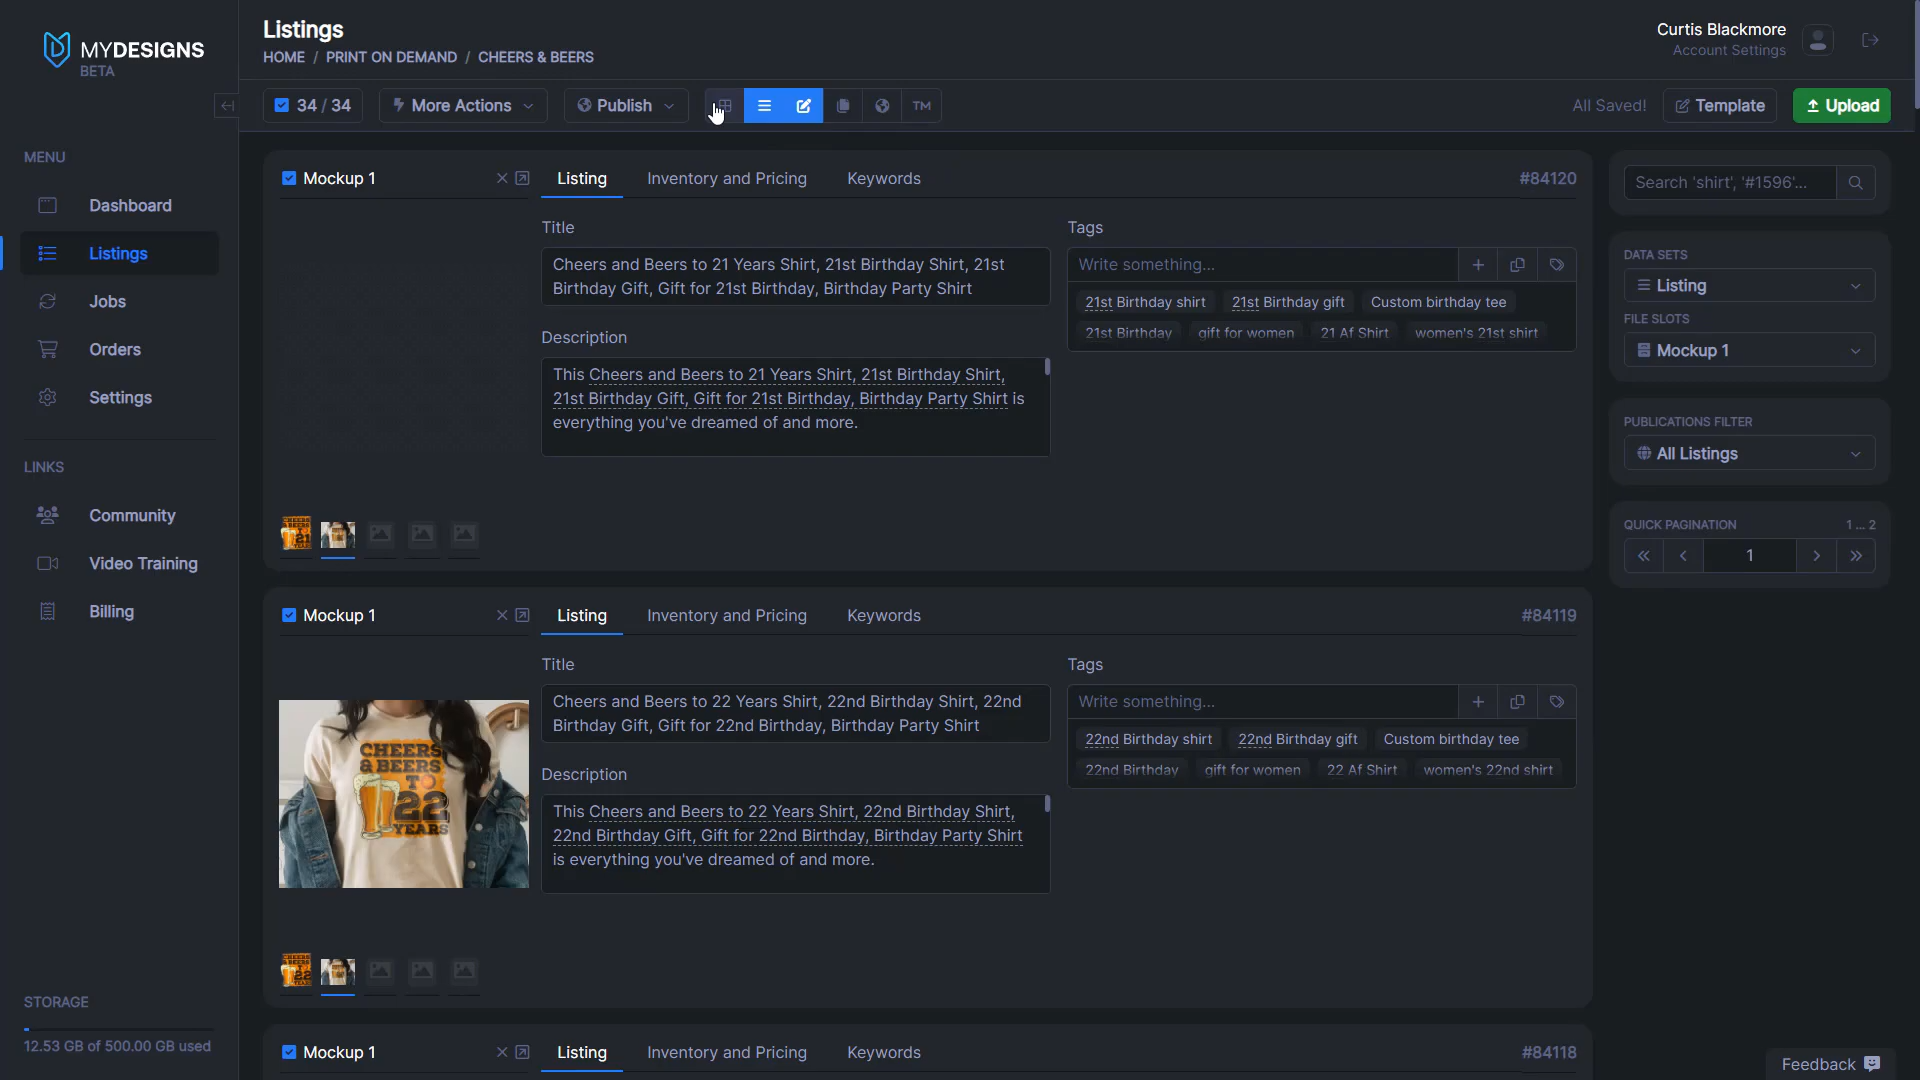 MYDESIGNS
BETA
Listings
HOME / PRINT ON DEMAND / CHEERS & BEERS
Curtis Blackmore
Account Settings
34 / 34
More Actions
Publish
TM
All Saved!
Template
Upload
MENU
Dashboard
Listings
Jobs
Orders
Settings
LINKS
Community
Video Training
Billing
STORAGE
12.53 GB of 500.00 GB used
Mockup 1
Listing
Inventory and Pricing
Keywords
#84120
Title
Cheers and Beers to 21 Years Shirt, 21st Birthday Shirt, 21st
Birthday Gift, Gift for 21st Birthday, Birthday Party Shirt
Description
This Cheers and Beers to 21 Years Shirt, 21st Birthday Shirt,
21st Birthday Gift, Gift for 21st Birthday, Birthday Party Shirt is
everything you've dreamed of and more.
Tags
Write something...
21st Birthday shirt
21st Birthday gift
Custom birthday tee
21st Birthday
gift for women
21 Af Shirt
women's 21st shirt
Mockup 1
Listing
Inventory and Pricing
Keywords
#84119
CHEERS
& BEERS
TO
22
YEARS
Title
Cheers and Beers to 22 Years Shirt, 22nd Birthday Shirt, 22nd
Birthday Gift, Gift for 22nd Birthday, Birthday Party Shirt
Description
This Cheers and Beers to 22 Years Shirt, 22nd Birthday Shirt,
22nd Birthday Gift, Gift for 22nd Birthday, Birthday Party Shirt
is everything you've dreamed of and more.
Tags
Write something...
22nd Birthday shirt
22nd Birthday gift
Custom birthday tee
22nd Birthday
gift for women
22 Af Shirt
women's 22nd shirt
Mockup 1
Listing
Inventory and Pricing
Keywords
#84118
Search 'shirt', '#1596'...
DATA SETS
Listing
FILE SLOTS
Mockup 1
PUBLICATIONS FILTER
All Listings
QUICK PAGINATION
1 ... 2
1
Feedback